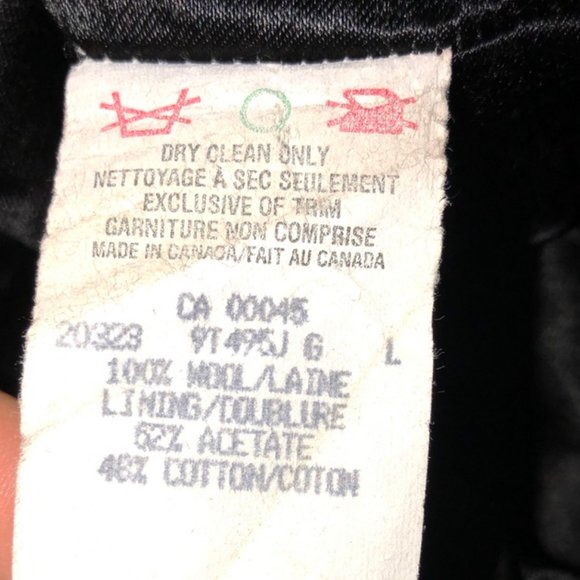 DRY CLEAN ONLY
NETTOYAGE À SEC SEULEMENT
EXCLUSIVE OF TRIM
GARNITURE NON COMPRISE
MADE IN CANADA/FAIT AU CANADA
CA 00045
20323 9T495J G L
100% WOOL/LAINE
LINING/DOUBLURE
52% ACETATE
48% COTTON/COTON